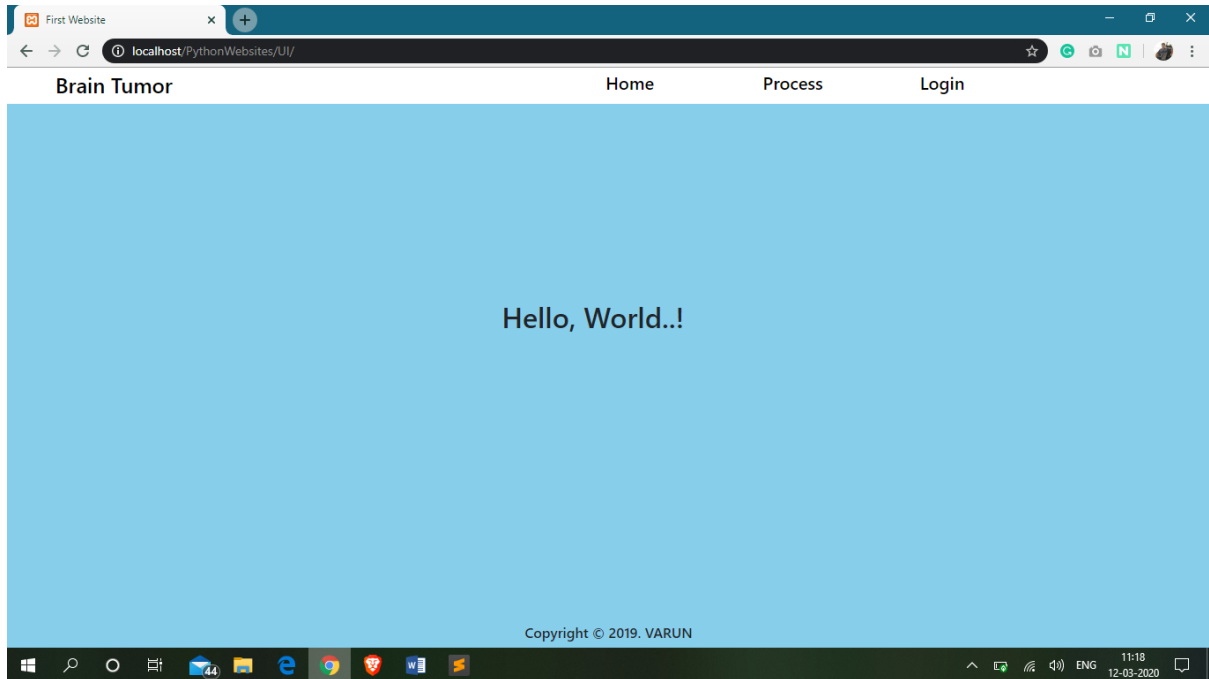 First Website
localhost/PythonWebsites/UI/
Brain Tumor Home Process Login
Hello, World..!
Copyright © 2019. VARUN
44
ENG
11:18
12-03-2020